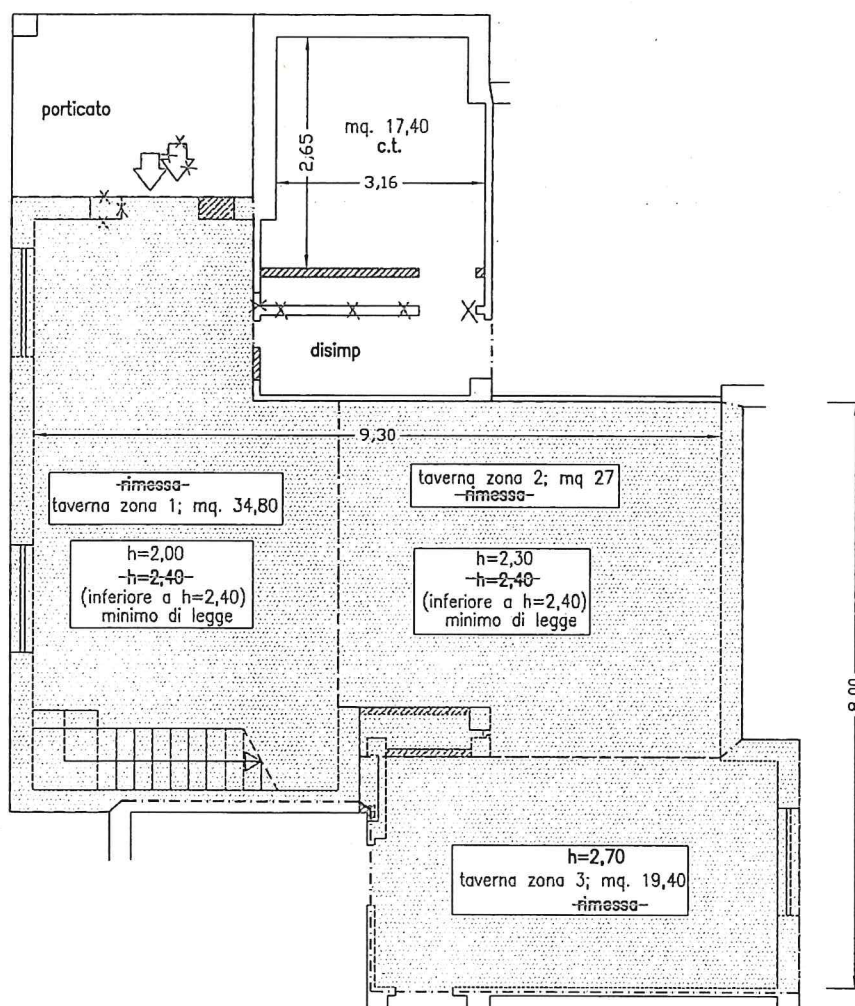 porticato
mq. 17,40
c.t.
2,65
3,16
disimp
9,30
rimessa
taverna zona 1; mq. 34,80
taverna zona 2; mq 27
rimessa
h=2,00
h=2,40
(inferiore a h=2,40)
minimo di legge
h=2,30
h=2,40
(inferiore a h=2,40)
minimo di legge
h=2,70
taverna zona 3; mq. 19,40
rimessa